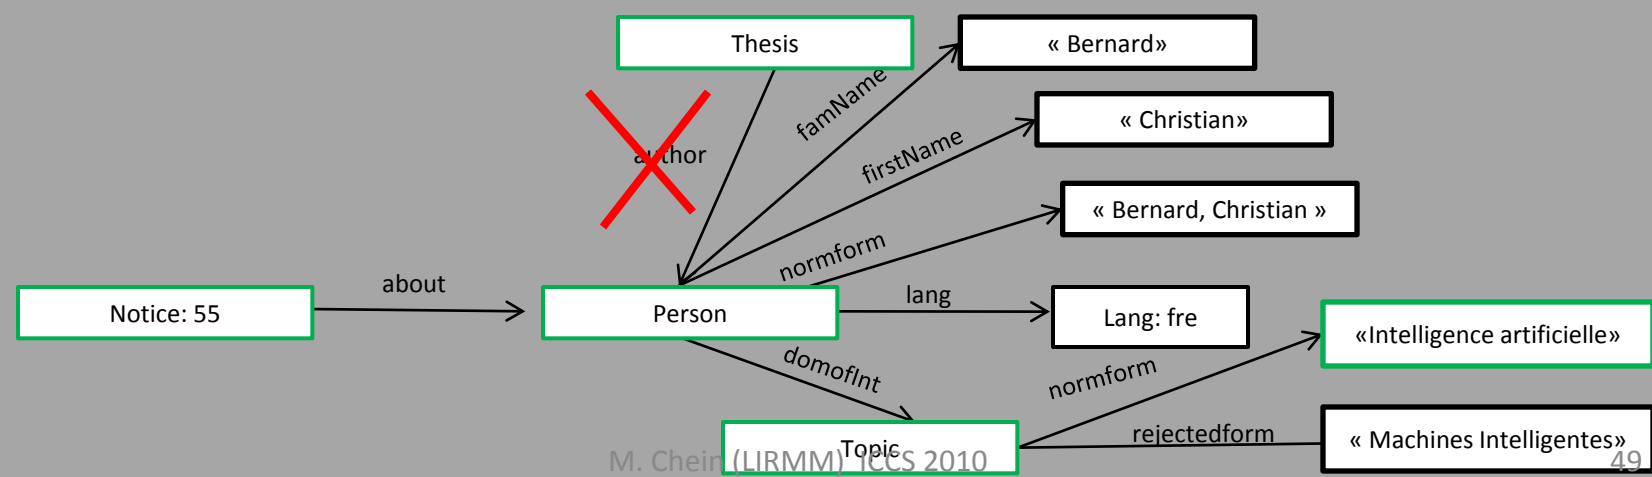 Thesis
« Bernard»
famName
« Christian»
author
firstName
« Bernard, Christian »
normform
about
lang
Notice: 55
Person
Lang: fre
«Intelligence artificielle»
domofInt
normform
Topic
rejectedform
« Machines Intelligentes»
M. Chein (LIRMM) ICCS 2010
49